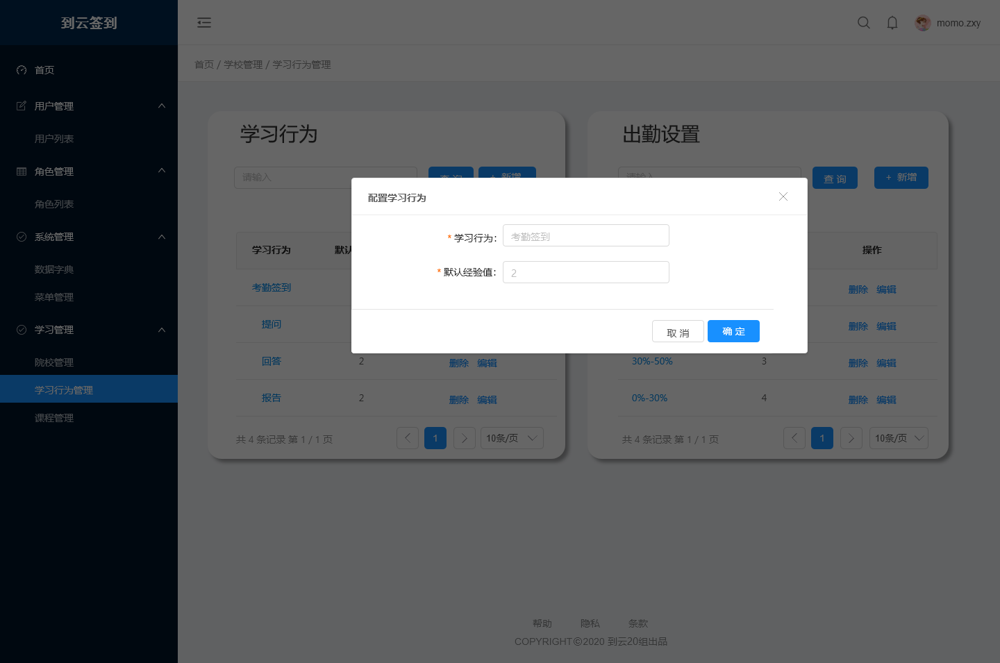 到云签到
momo.zxy
首页
首页 / 学校管理 / 学习行为管理
用户管理
用户列表
角色管理
角色列表
系统管理
数据字典
菜单管理
学习管理
院校管理
学习行为管理
课程管理
学习行为
请输入
+ 新增
学习行为
考勤签到
提问
回答 2 删除 编辑
报告 2 删除 编辑
共 4 条记录 第 1 / 1 页 1 10条/页
出勤设置
查 询 + 新增
操作
删除 编辑
删除 编辑
30%-50% 3 删除 编辑
0%-30% 4 删除 编辑
共 4 条记录 第 1 / 1 页 1 10条/页
配置学习行为
* 学习行为： 考勤签到
* 默认经验值： 2
取 消 确 定
帮助 隐私 条款
COPYRIGHT©2020 到云20组出品